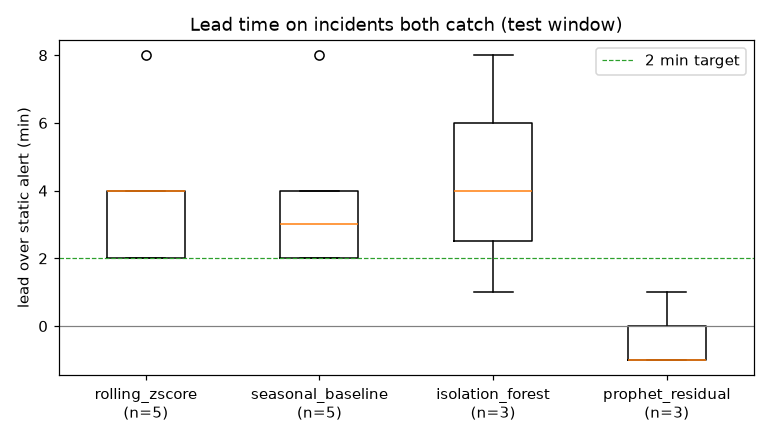 Lead time on incidents both catch (test window)
2 min target
lead over static alert (min)
8
6
4
2
0
rolling_zscore
(n=5)
seasonal_baseline
(n=5)
isolation_forest
(n=3)
prophet_residual
(n=3)